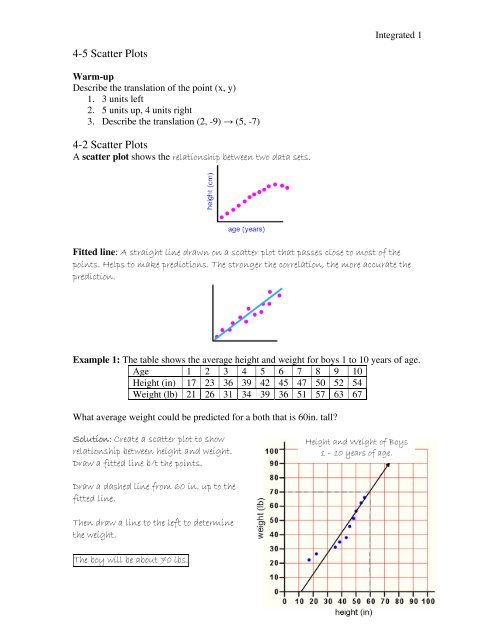 Integrated 1
4-5 Scatter Plots
Warm-up
Describe the translation of the point (x, y)
1. 3 units left
2. 5 units up, 4 units right
3. Describe the translation (2, -9) → (5, -7)
4-2 Scatter Plots
A scatter plot shows the relationship between two data sets.
height (cm)
age (years)
Fitted line: A straight line drawn on a scatter plot that passes close to most of the
points. Helps to make predictions. The stronger the correlation, the more accurate the
prediction.
Example 1: The table shows the average height and weight for boys 1 to 10 years of age.
Age 1 2 3 4 5 6 7 8 9 10
Height (in) 17 23 36 39 42 45 47 50 52 54
Weight (lb) 21 26 31 34 39 36 51 57 63 67
What average weight could be predicted for a both that is 60in. tall?
Solution: Create a scatter plot to show
relationship between height and weight.
Draw a fitted line b/t the points.
Draw a dashed line from 60 in. up to the
fitted line.
Then draw a line to the left to determine
the weight.
The boy will be about 70 lbs.
Height and Weight of Boys
1 - 10 years of age.
weight (lb)
100
90
80
70
60
50
40
30
20
10
0
0 10 20 30 40 50 60 70 80 90 100
height (in)